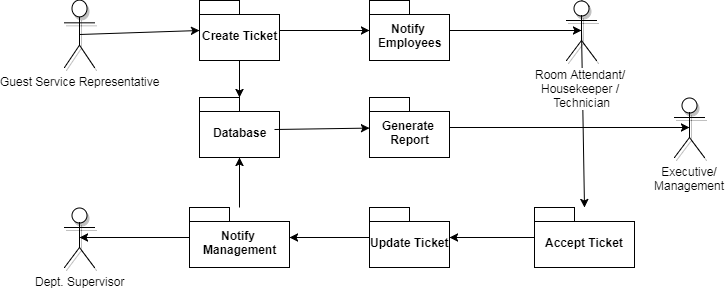 Create Ticket
Notify
Employees
Guest Service Representative
Room Attendant/
Housekeeper /
Technician
Database
Generate
Report
Executive/
Management
Notify
Management
Update Ticket
Accept Ticket
Dept. Supervisor